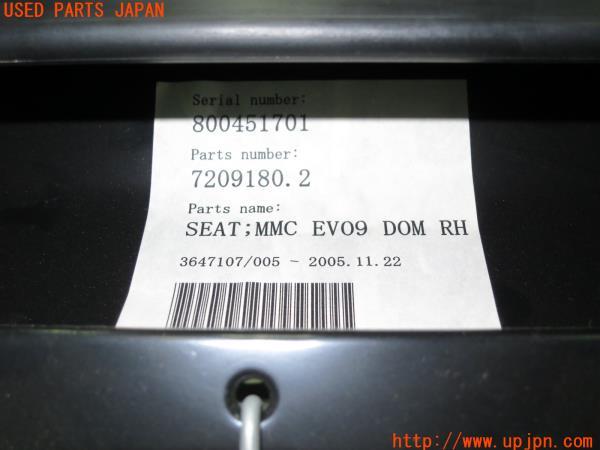 USED PARTS JAPAN
Serial number:
800451701
Parts number:
7209180.2
Parts name:
SEAT;MMC EVO9 DOM RH
3647107/005 - 2005.11.22
http://www.upjpn.com/